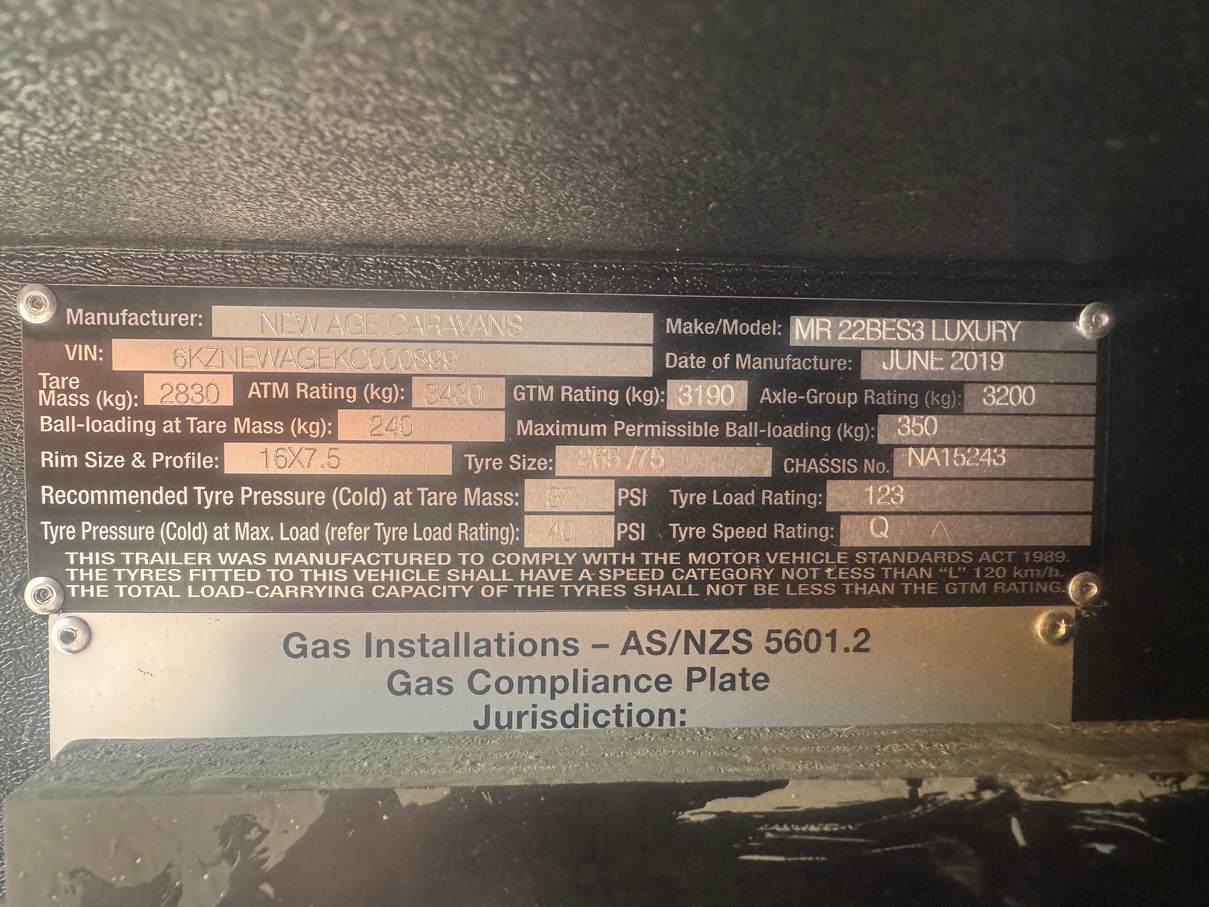 Manufacturer: NEW AGE CARAVANS Make/Model: MR 22BES3 LUXURY
VIN: 6KZNEWAGEKC000899 Date of Manufacture: JUNE 2019
Tare Mass (kg): 2830 ATM Rating (kg): 3430 GTM Rating (kg): 3190 Axle-Group Rating (kg): 3200
Ball-loading at Tare Mass (kg): 240 Maximum Permissible Ball-loading (kg): 350
Rim Size & Profile: 16X7.5 Tyre Size: 265/75 CHASSIS No. NA15243
Recommended Tyre Pressure (Cold) at Tare Mass: 37 PSI Tyre Load Rating: 123
Tyre Pressure (Cold) at Max. Load (refer Tyre Load Rating): 40 PSI Tyre Speed Rating: Q
THIS TRAILER WAS MANUFACTURED TO COMPLY WITH THE MOTOR VEHICLE STANDARDS ACT 1989.
THE TYRES FITTED TO THIS VEHICLE SHALL HAVE A SPEED CATEGORY NOT LESS THAN “L” 120 km/h.
THE TOTAL LOAD-CARRYING CAPACITY OF THE TYRES SHALL NOT BE LESS THAN THE GTM RATING.
Gas Installations – AS/NZS 5601.2
Gas Compliance Plate
Jurisdiction: